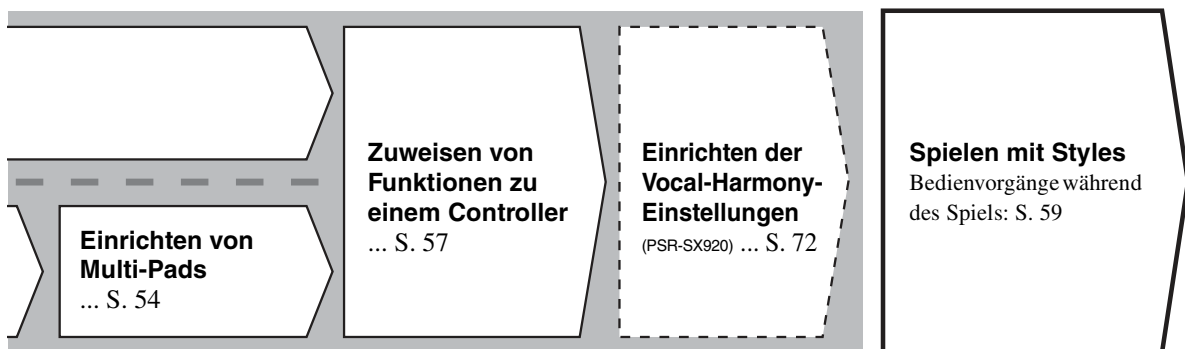 Einrichten von
Multi-Pads
... S. 54
Zuweisen von
Funktionen zu
einem Controller
... S. 57
Einrichten der
Vocal-Harmony-
Einstellungen
(PSR-SX920) ... S. 72
Spielen mit Styles
Bedienvorgänge während
des Spiels: S. 59